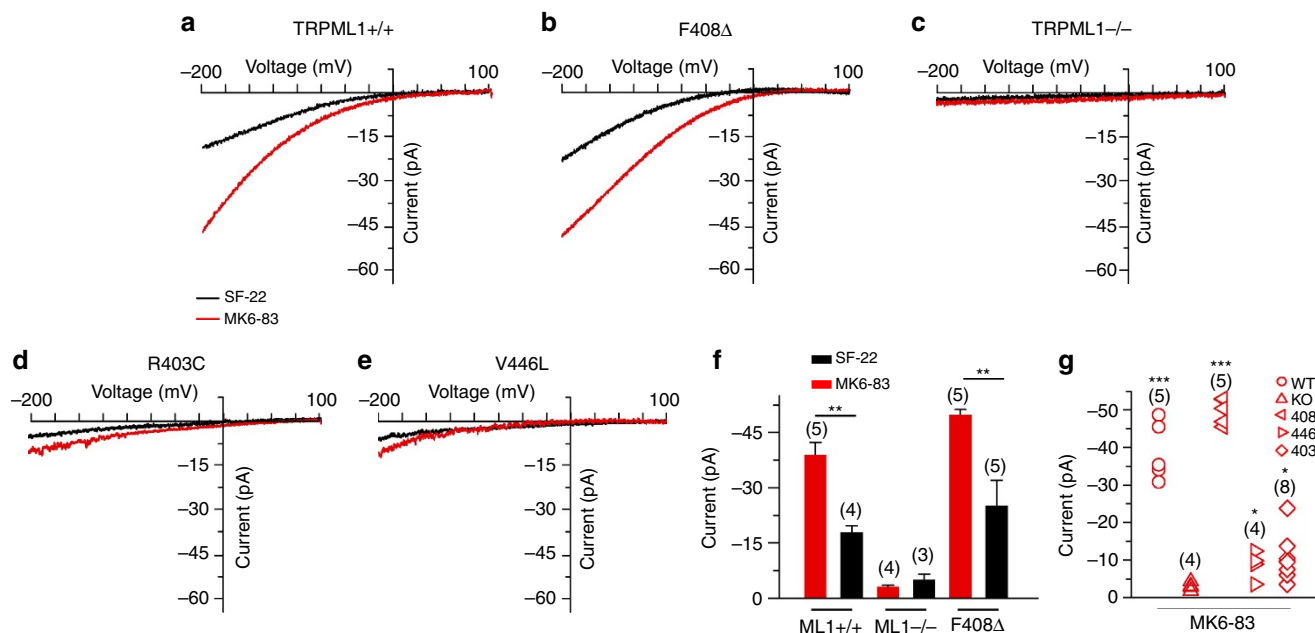 a
TRPML1+/+
–200
Voltage (mV)
100
–15
–30
–45
–60
Current (pA)
SF-22
MK6-83
b
F408Δ
–200
Voltage (mV)
100
–15
–30
–45
–60
Current (pA)
c
TRPML1–/–
–200
Voltage (mV)
100
–15
–30
–45
–60
Current (pA)
d
R403C
–200
Voltage (mV)
100
–15
–30
–45
–60
Current (pA)
e
V446L
–200
Voltage (mV)
100
–15
–30
–45
–60
Current (pA)
f
SF-22
MK6-83
Current (pA)
–45
–30
–15
0
**
(5)
(4)
(4)
(3)
**
(5)
(5)
ML1+/+
ML1–/–
F408Δ
g
Current (pA)
–50
–40
–30
–20
–10
0
***
(5)
(4)
***
(5)
*
(4)
*
(8)
WT
KO
408
446
403
MK6-83